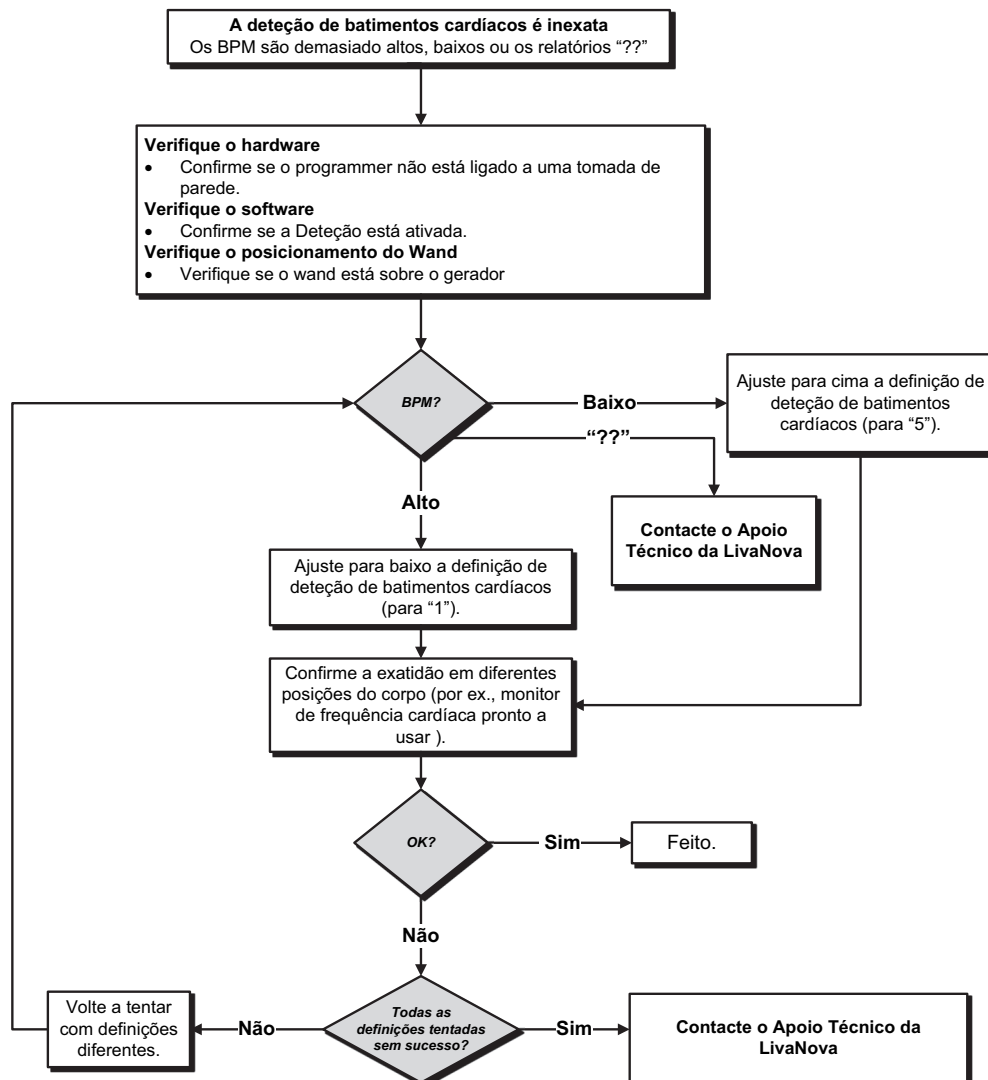 A deteção de batimentos cardíacos é inexata
Os BPM são demasiado altos, baixos ou os relatórios “??”
Verifique o hardware
• Confirme se o programmer não está ligado a uma tomada de
parede.
Verifique o software
• Confirme se a Deteção está ativada.
Verifique o posicionamento do Wand
• Verifique se o wand está sobre o gerador
BPM?
Baixo
Ajuste para cima a definição de
deteção de batimentos
cardíacos (para “5”).
“??”
Contacte o Apoio
Técnico da LivaNova
Alto
Ajuste para baixo a definição de
deteção de batimentos cardíacos
(para “1”).
Confirme a exatidão em diferentes
posições do corpo (por ex., monitor
de frequência cardíaca pronto a
usar ).
OK?
Sim
Feito.
Não
Todas as
definições tentadas
sem sucesso?
Não
Volte a tentar
com definições
diferentes.
Sim
Contacte o Apoio Técnico da
LivaNova